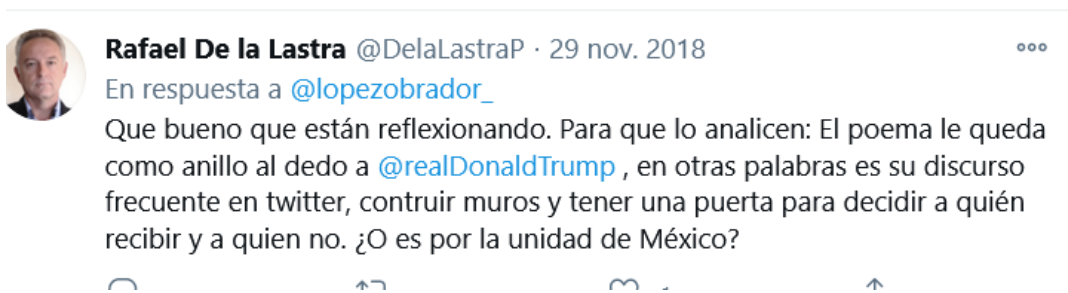 Rafael De la Lastra @DelaLastraP · 29 nov. 2018
En respuesta a @lopezobrador_
Que bueno que están reflexionando. Para que lo analicen: El poema le queda
como anillo al dedo a @realDonaldTrump , en otras palabras es su discurso
frecuente en twitter, contruir muros y tener una puerta para decidir a quién
recibir y a quien no. ¿O es por la unidad de México?